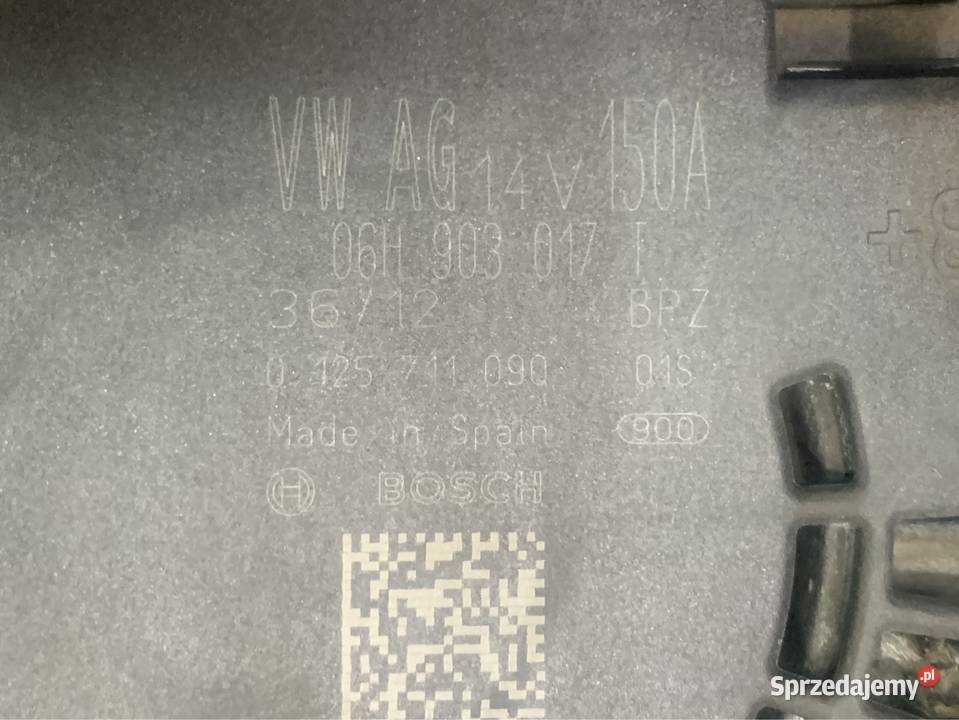 VW AG 14V 150A
06H 903 017 T
36/12 BPZ
0 125 711 090 01S
Made in Spain 900
BOSCH
+B
Sprzedajemy.pl